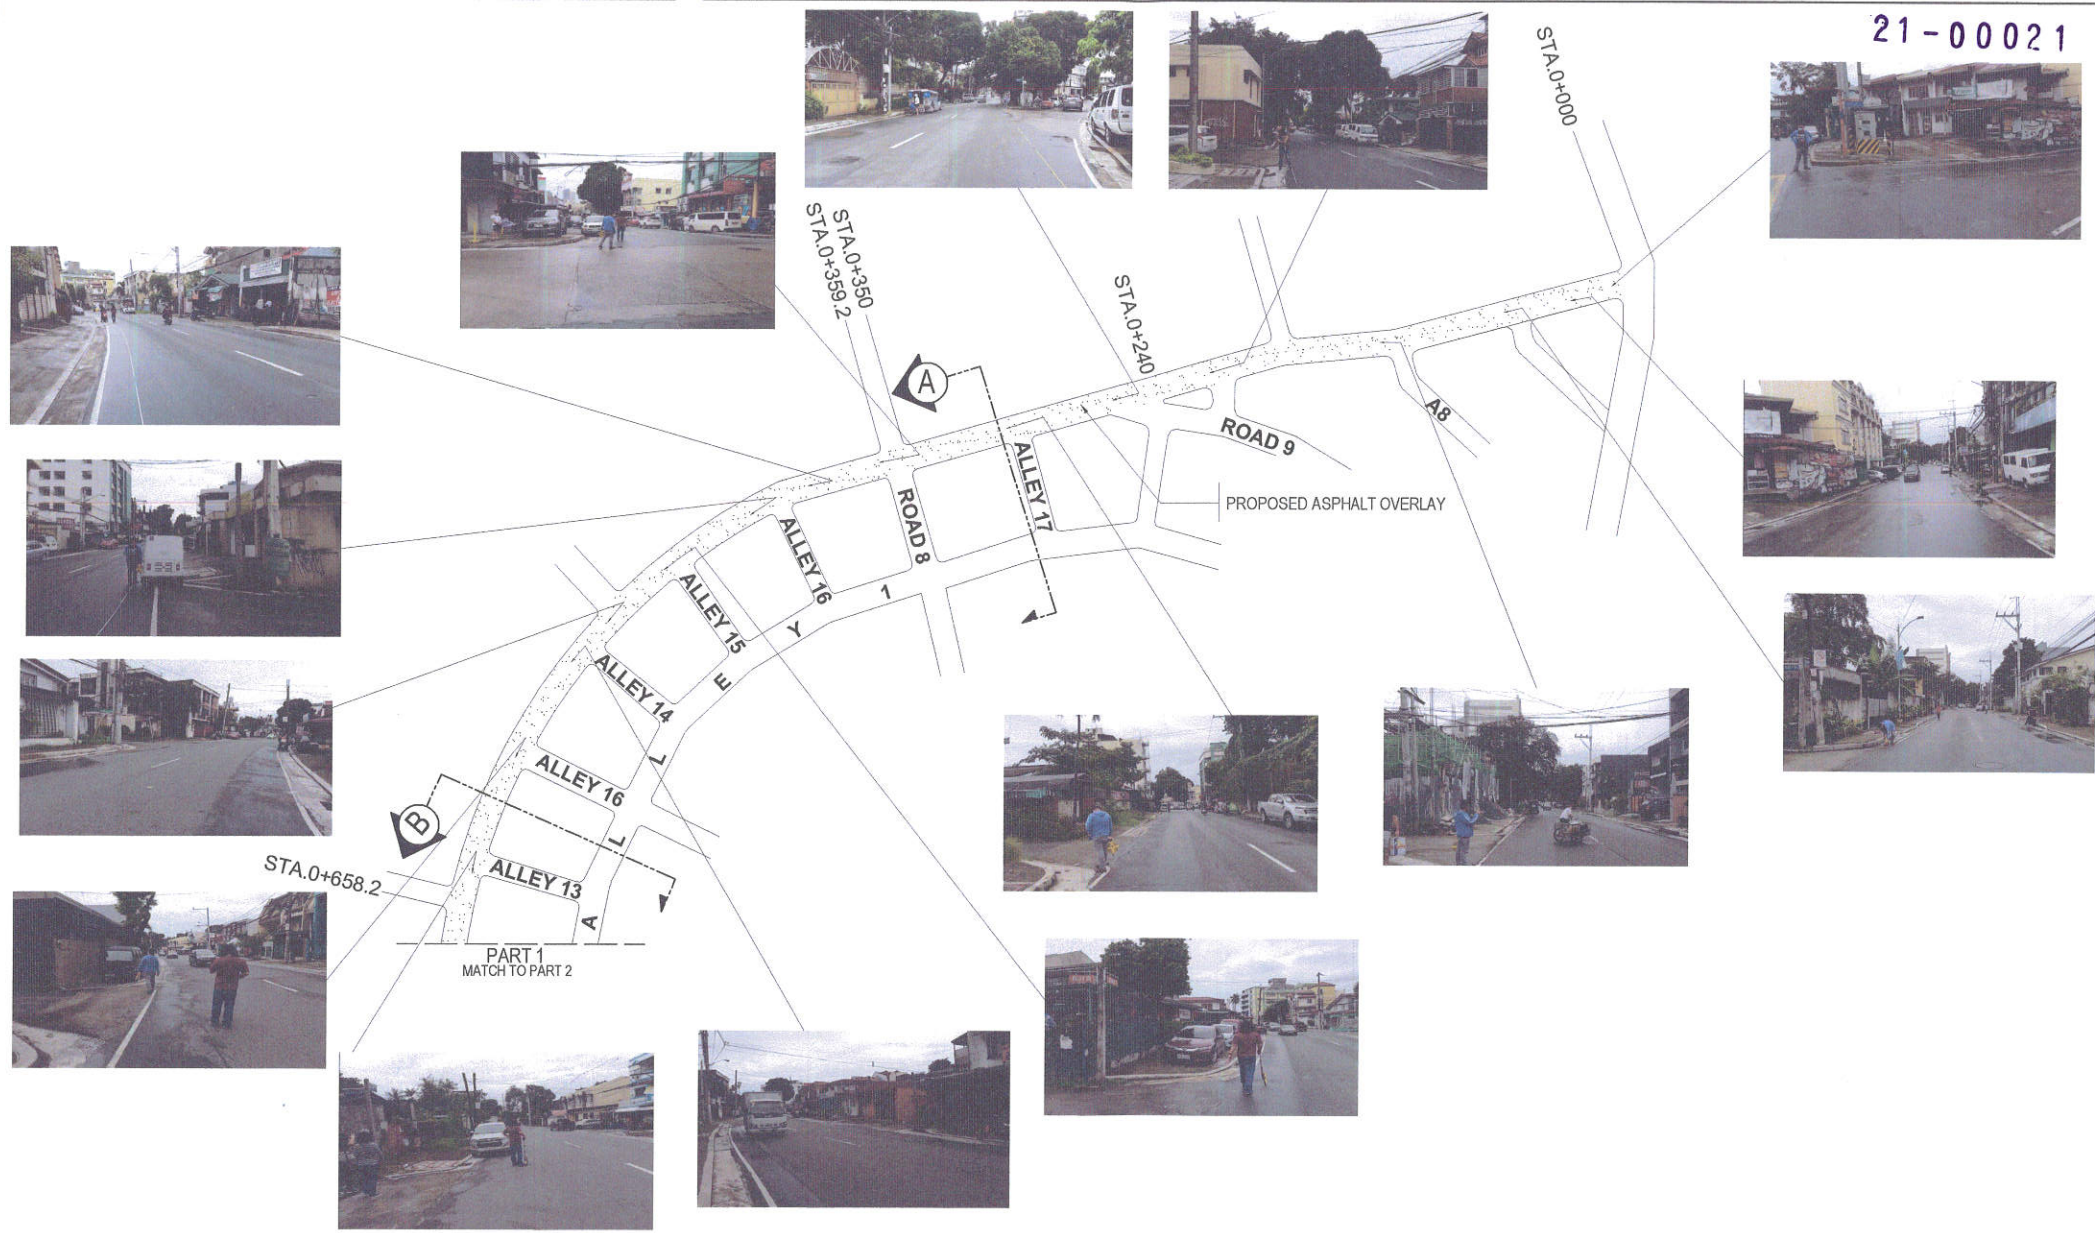 21-00021
STA.0+000
STA.0+350
STA.0+359.2
STA.0+240
A
A8
ROAD 9
ALLEY 17
PROPOSED ASPHALT OVERLAY
ROAD 8
ALLEY 16
ALLEY 15
ALLEY 14
ALLEY 16
ALLEY 13
A L L E Y 1
B
STA.0+658.2
PART 1
MATCH TO PART 2